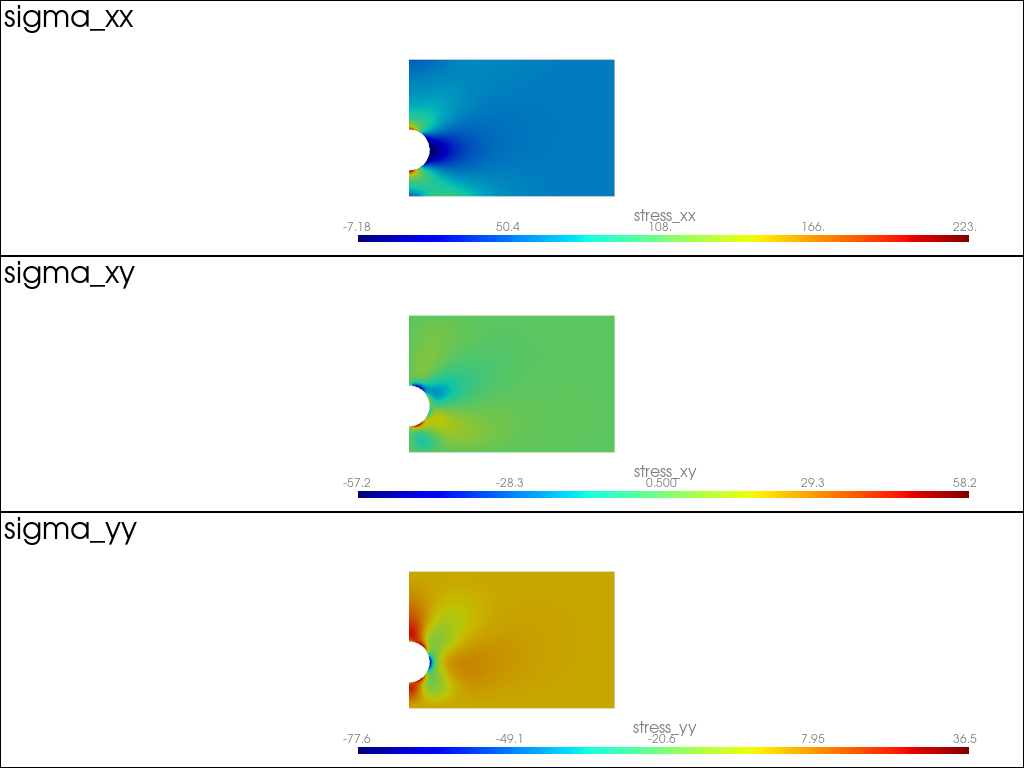 sigma_xx
stress_xx
-7.18 50.4 108. 166. 223.
sigma_xy
stress_xy
-57.2 -28.3 0.500 29.3 58.2
sigma_yy
stress_yy
-77.6 -49.1 -20.6 7.95 36.5